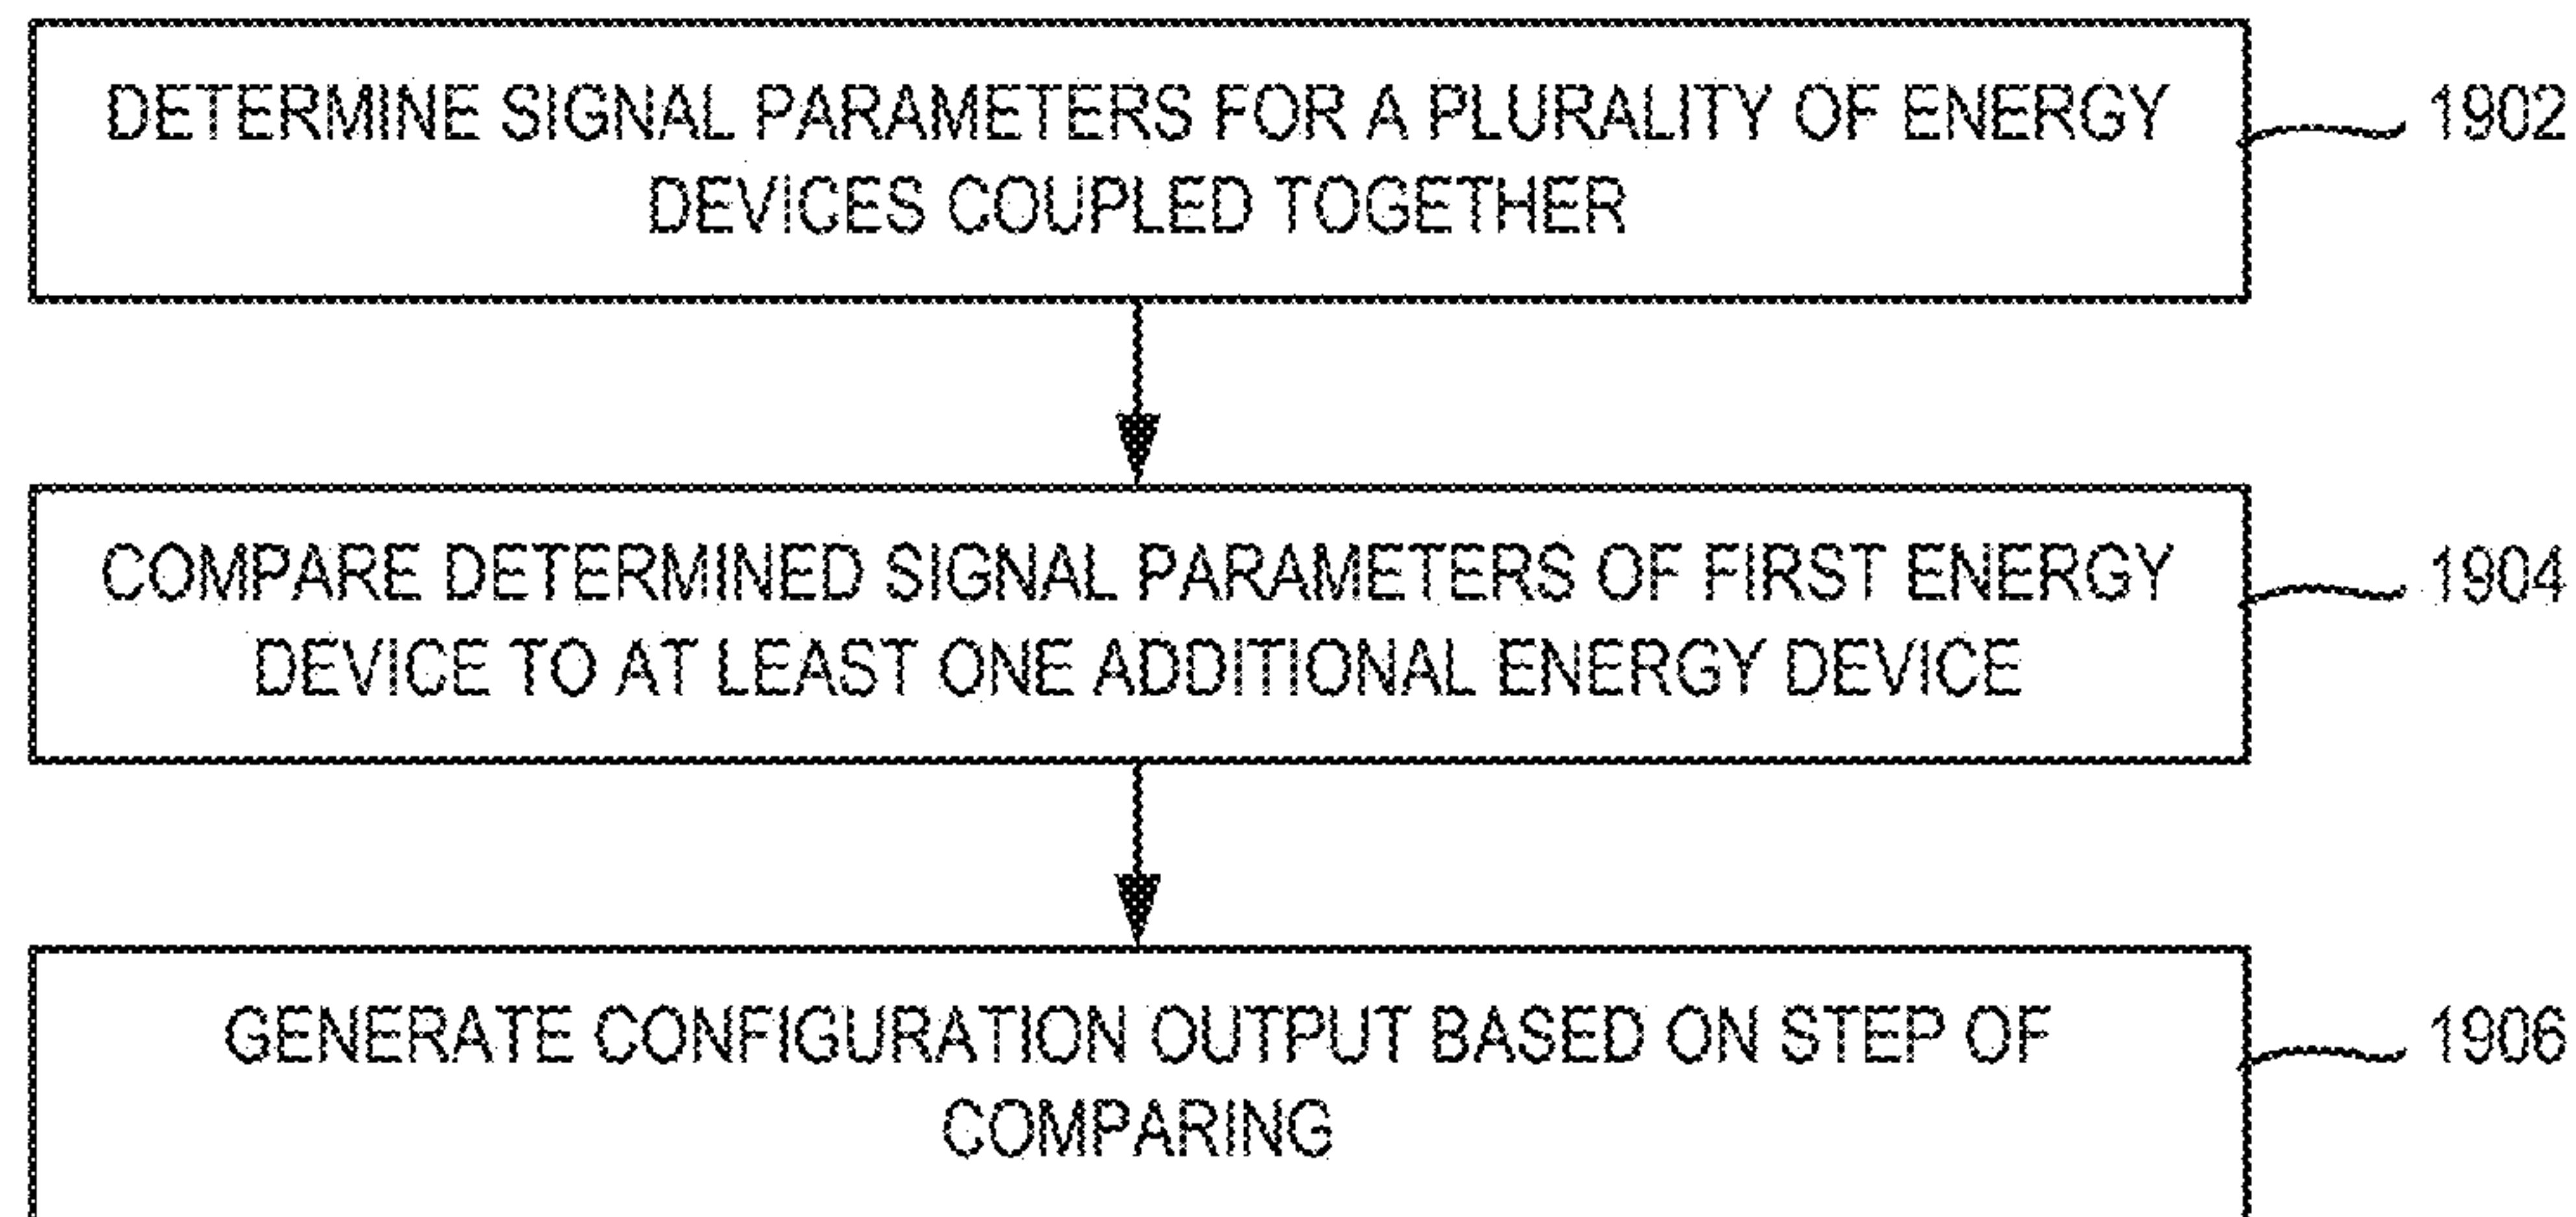 DETERMINE SIGNAL PARAMETERS FOR A PLURALITY OF ENERGY
DEVICES COUPLED TOGETHER
1902
COMPARE DETERMINED SIGNAL PARAMETERS OF FIRST ENERGY
DEVICE TO AT LEAST ONE ADDITIONAL ENERGY DEVICE
1904
GENERATE CONFIGURATION OUTPUT BASED ON STEP OF
COMPARING
1906